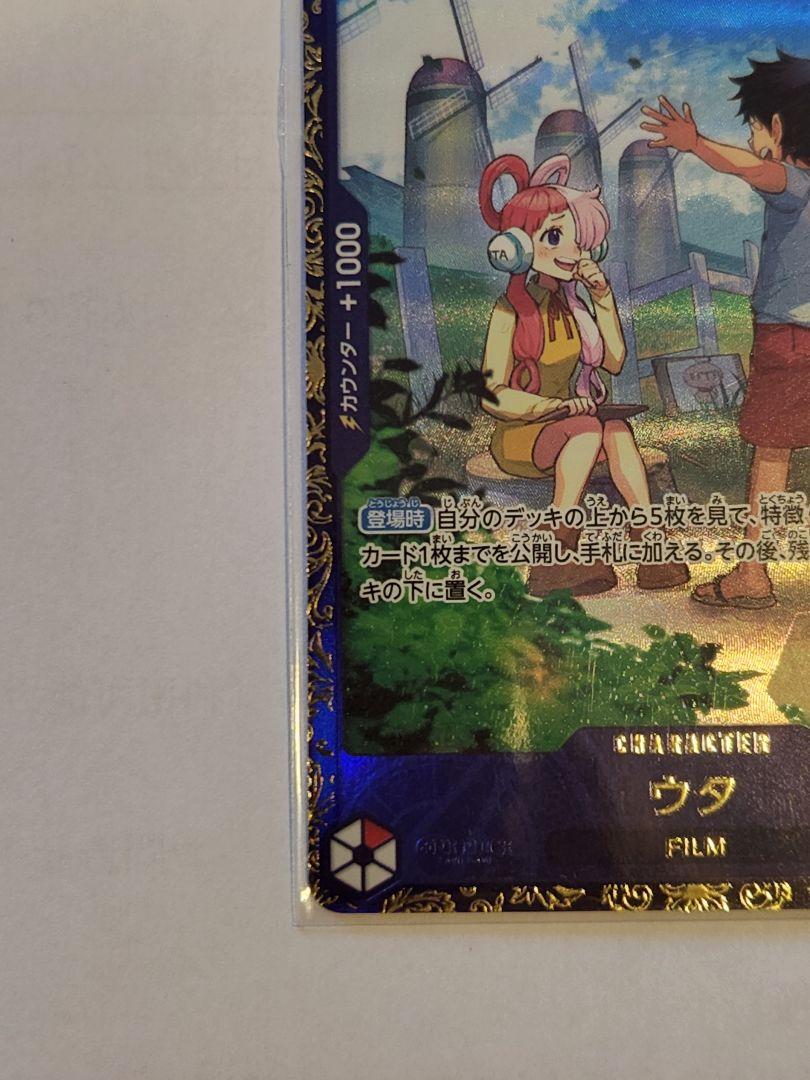 カウンター +1000
TA
登場時 自分のデッキの上から5枚を見て、特徴
カード1枚までを公開し、手札に加える。その後、残
キの下に置く。
CHARACTER
ウタ
FILM